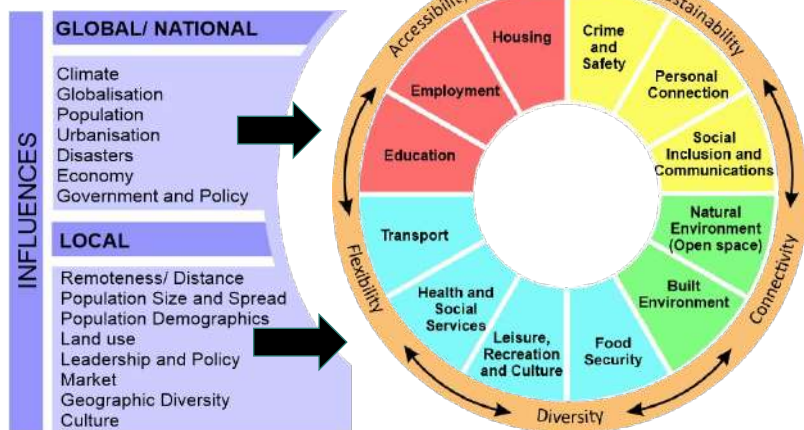 INFLUENCES
GLOBAL/ NATIONAL
Climate
Globalisation
Population
Urbanisation
Disasters
Economy
Government and Policy
LOCAL
Remoteness/ Distance
Population Size and Spread
Population Demographics
Land use
Leadership and Policy
Market
Geographic Diversity
Culture
Accessibility
Housing
Employment
Education
Crime
and
Safety
Personal
Connection
Social
Inclusion and
Communications
Natural
Environment
(Open space)
Built
Environment
Food
Security
Leisure,
Recreation
and Culture
Health and
Social
Services
Transport
Connectivity
Diversity
Flexibility